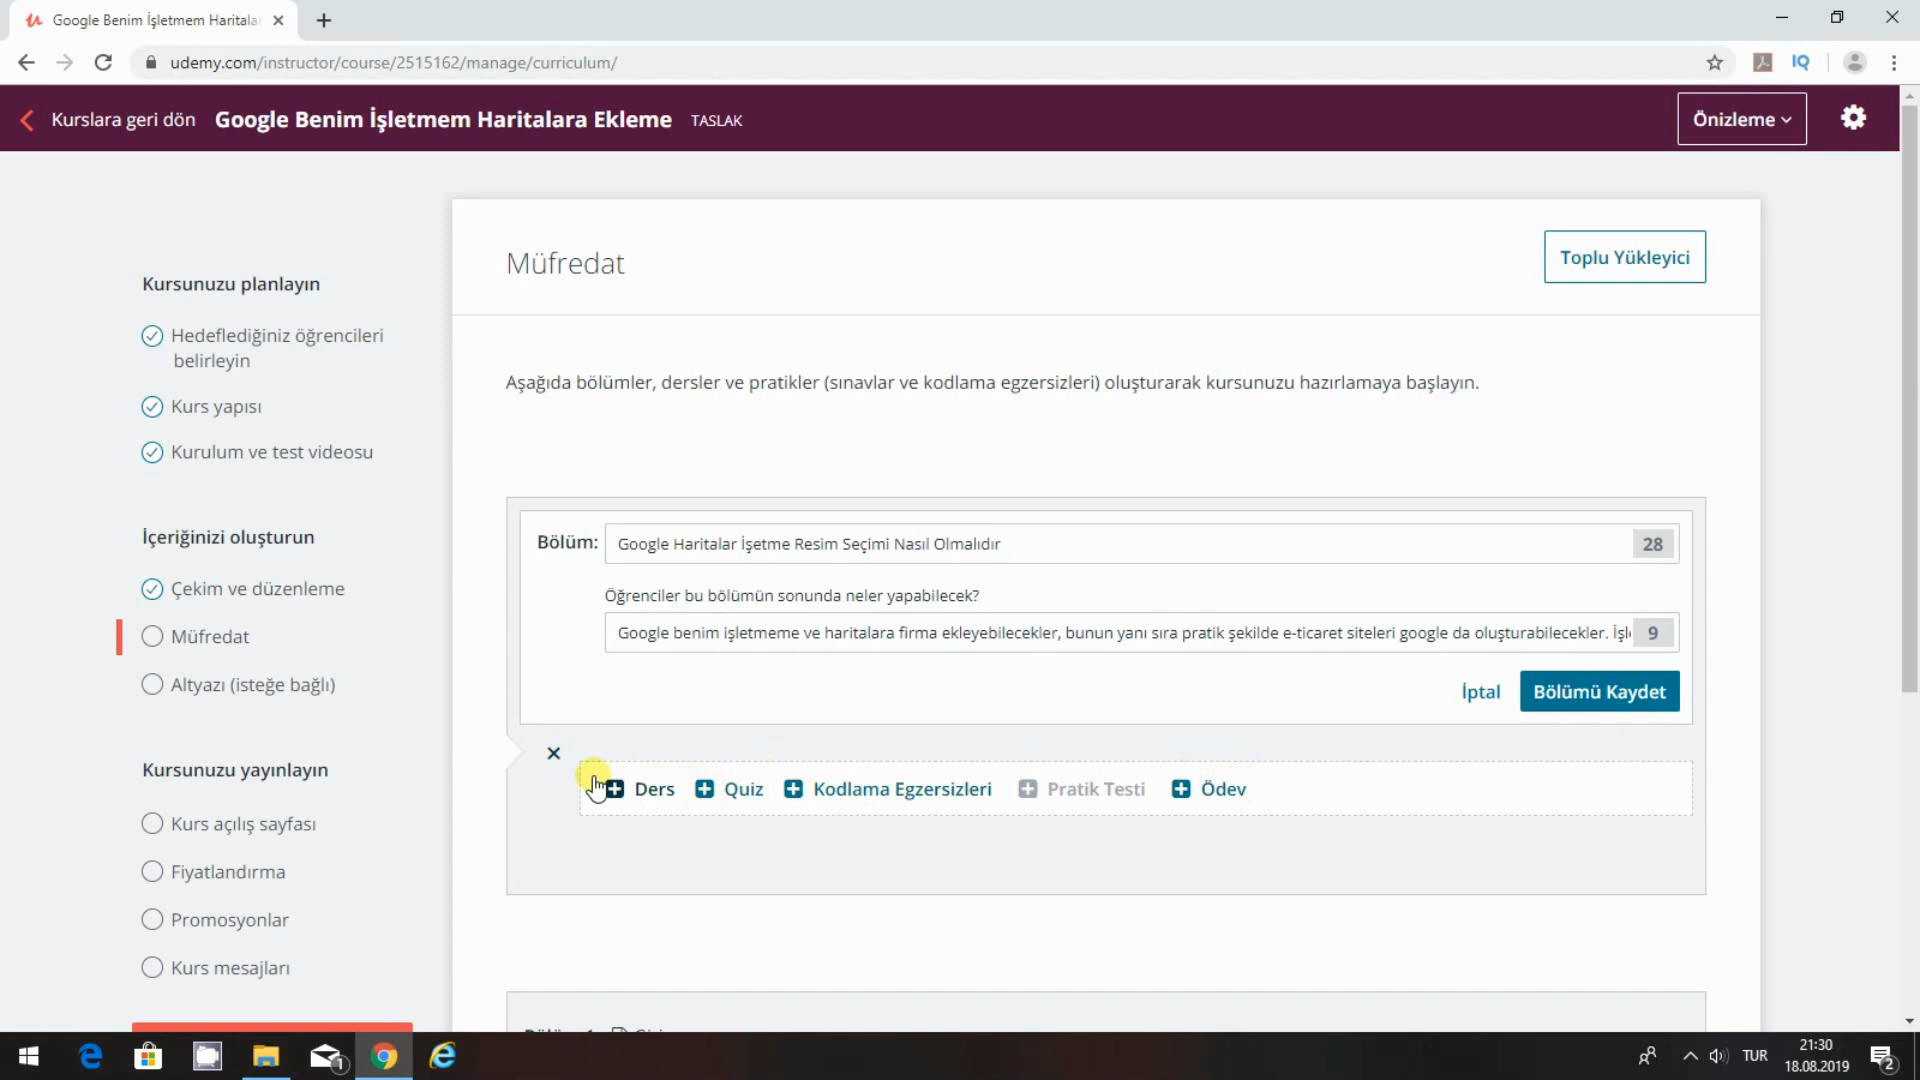 Google Benim İşletmem Haritala
udemy.com/instructor/course/2515162/manage/curriculum/
IQ
Kurslara geri dön
Google Benim İşletmem Haritalara Ekleme
TASLAK
Önizleme
Müfredat
Toplu Yükleyici
Kursunuzu planlayın
Hedeflediğiniz öğrencileri
belirleyin
Kurs yapısı
Kurulum ve test videosu
İçeriğinizi oluşturun
Çekim ve düzenleme
Müfredat
Altyazı (isteğe bağlı)
Kursunuzu yayınlayın
Kurs açılış sayfası
Fiyatlandırma
Promosyonlar
Kurs mesajları
Aşağıda bölümler, dersler ve pratikler (sınavlar ve kodlama egzersizleri) oluşturarak kursunuzu hazırlamaya başlayın.
Bölüm:
Google Haritalar İşetme Resim Seçimi Nasıl Olmalıdır
28
Öğrenciler bu bölümün sonunda neler yapabilecek?
Google benim işletmeme ve haritalara firma ekleyebilecekler, bunun yanı sıra pratik şekilde e-ticaret siteleri google da oluşturabilecekler. İşl
9
İptal
Bölümü Kaydet
Ders
Quiz
Kodlama Egzersizleri
Pratik Testi
Ödev
1
TUR
21:30
18.08.2019
2